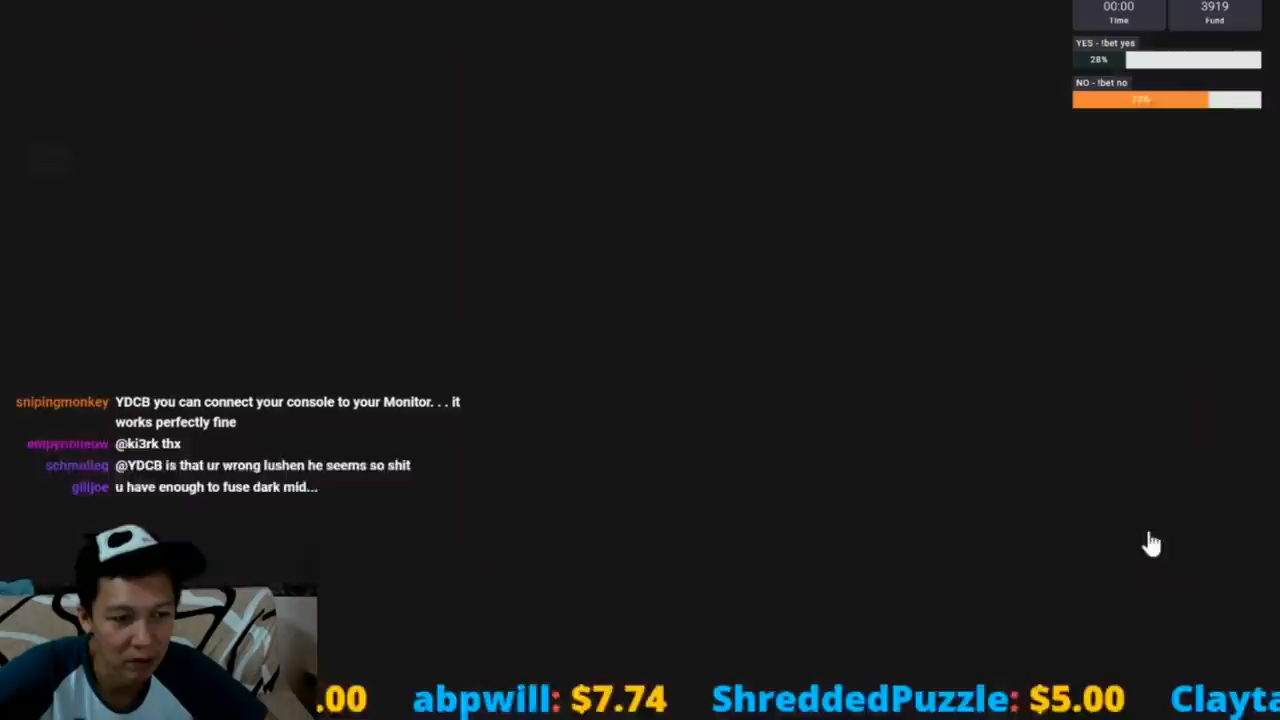 00:00 3919
Time Fund
YES - !bet yes
28%
NO - !bet no
snipingmonkey YDCB you can connect your console to your Monitor. . . it
works perfectly fine
@ki3rk thx
schmolleg @YDCB is that ur wrong lushen he seems so shit
gilijoe u have enough to fuse dark mid...
.00 abpwill: $7.74 ShreddedPuzzle: $5.00 Clayta